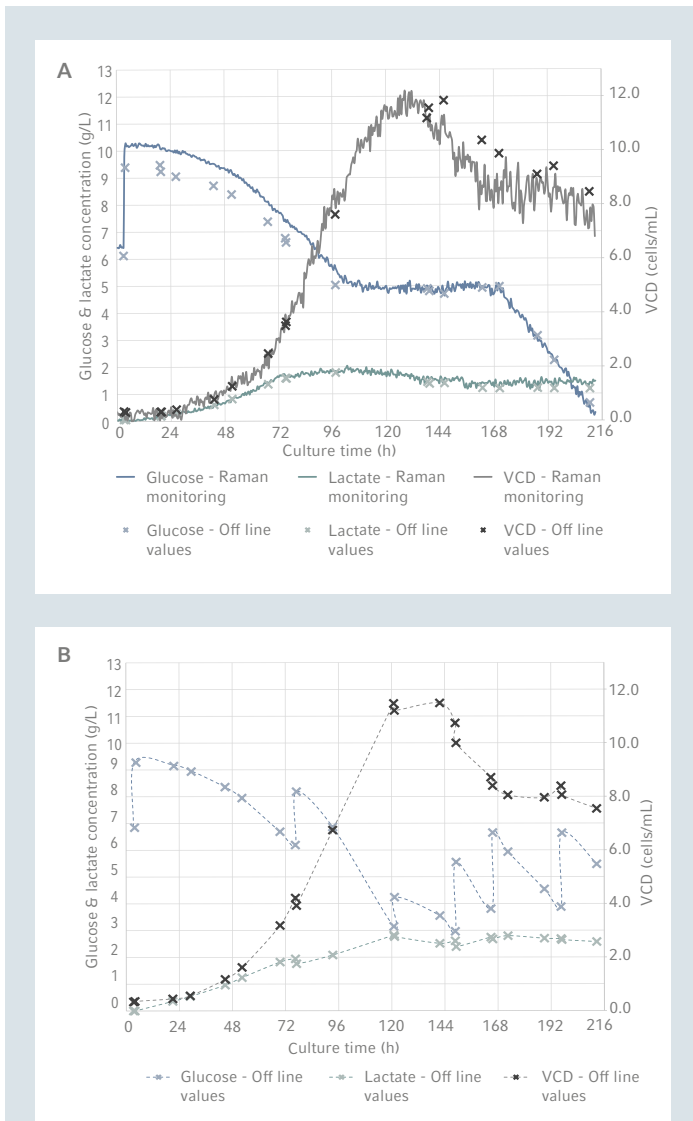 A
Glucose & lactate concentration (g/L)
13
12
11
10
9
8
7
6
5
4
3
2
1
0
12.0
10.0
8.0
6.0
4.0
2.0
0.0
VCD (cells/mL)
0 24 48 72 96 120 144 168 192 216
Culture time (h)
Glucose - Raman
monitoring
Lactate - Raman
monitoring
VCD - Raman
monitoring
Glucose - Off line
values
Lactate - Off line
values
VCD - Off line
values
B
Glucose & lactate concentration (g/L)
13
12
11
10
9
8
7
6
5
4
3
2
1
0
12.0
10.0
8.0
6.0
4.0
2.0
0.0
VCD (cells/mL)
0 24 48 72 96 120 144 168 192 216
Culture time (h)
Glucose - Off line
values
Lactate - Off line
values
VCD - Off line
values